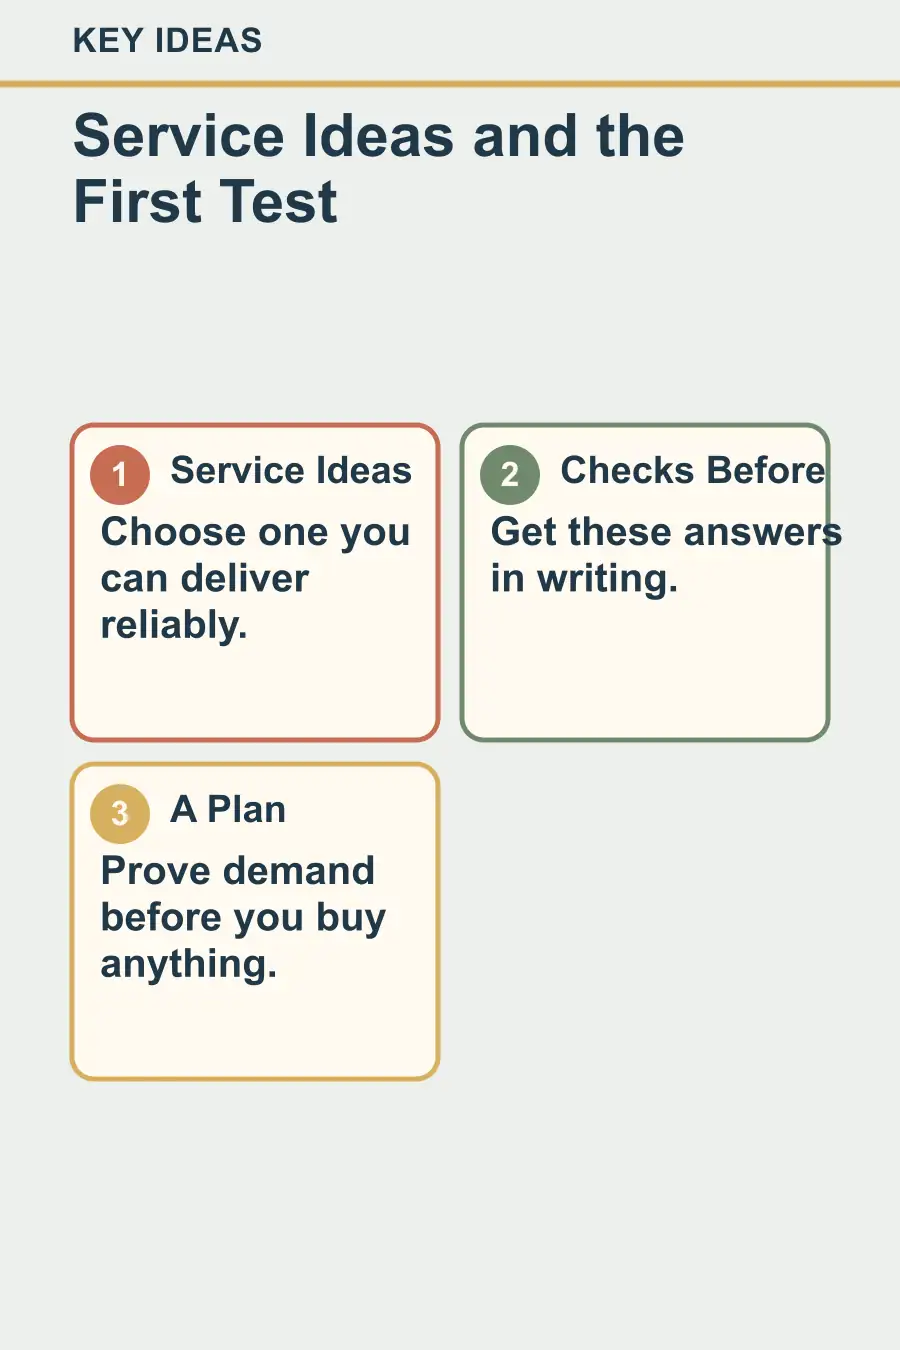 KEY IDEAS
Service Ideas and the
First Test
1 Service Ideas
Choose one you
can deliver
reliably.
2 Checks Before
Get these answers
in writing.
3 A Plan
Prove demand
before you buy
anything.